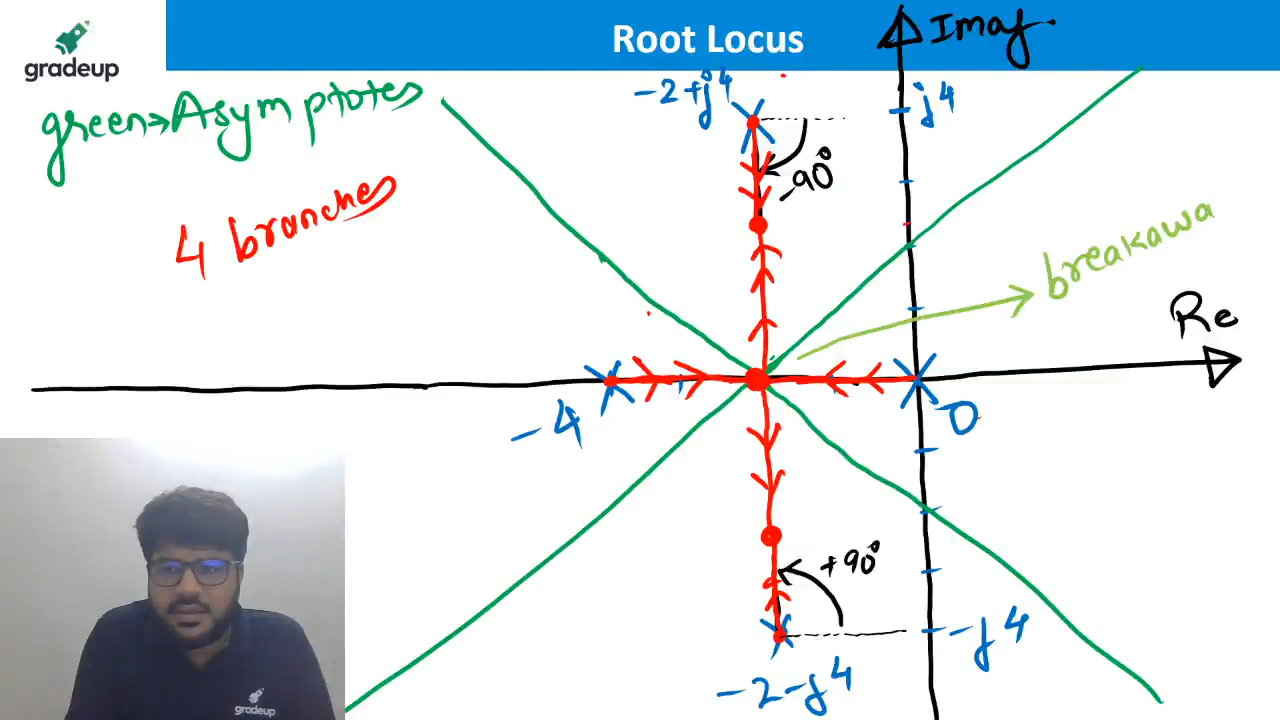 Root Locus
gradeup
Imag.
-2+j4
j4
green→Asymptotes
-90°
4 branches
breakawa
Re
-4
0
+90°
-j4
-2-j4
gradeup